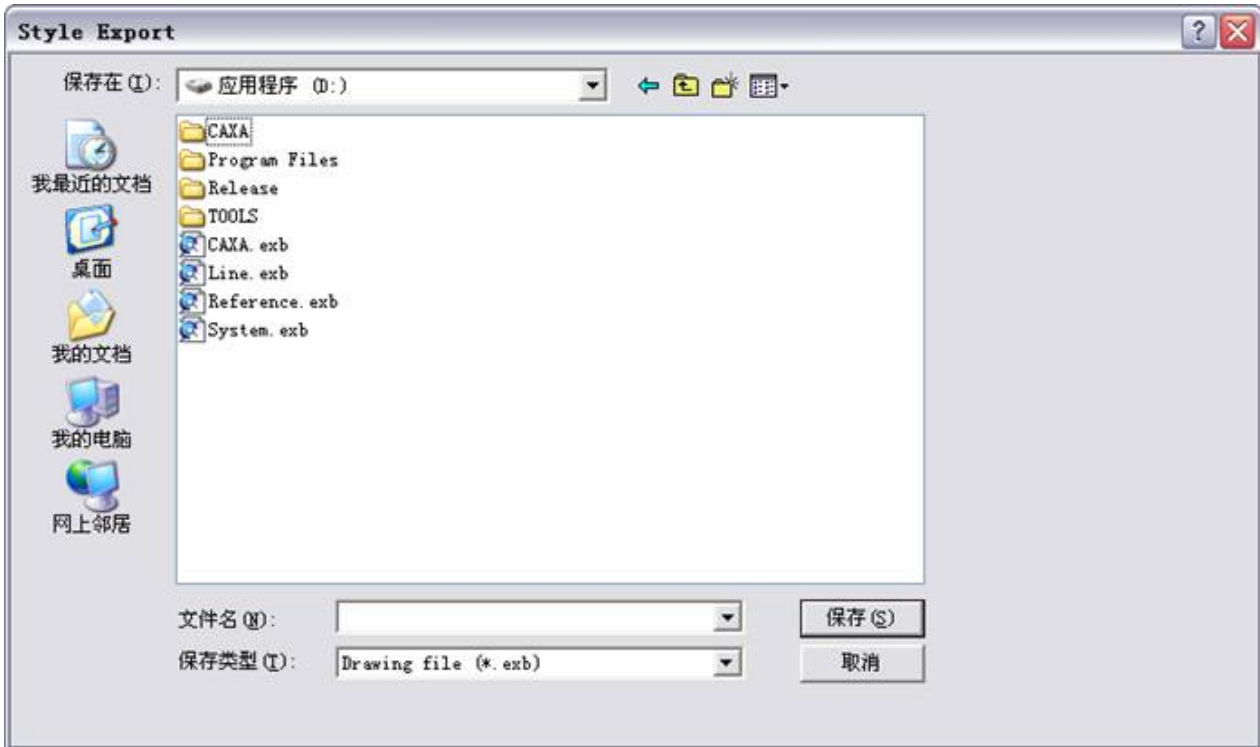 Style Export
保存在(I):
应用程序 (D:)
我最近的文档
桌面
我的文档
我的电脑
网上邻居
CAXA
Program Files
Release
TOOLS
CAXA.exb
Line.exb
Reference.exb
System.exb
文件名(N):
保存(S)
保存类型(T):
Drawing file (*.exb)
取消